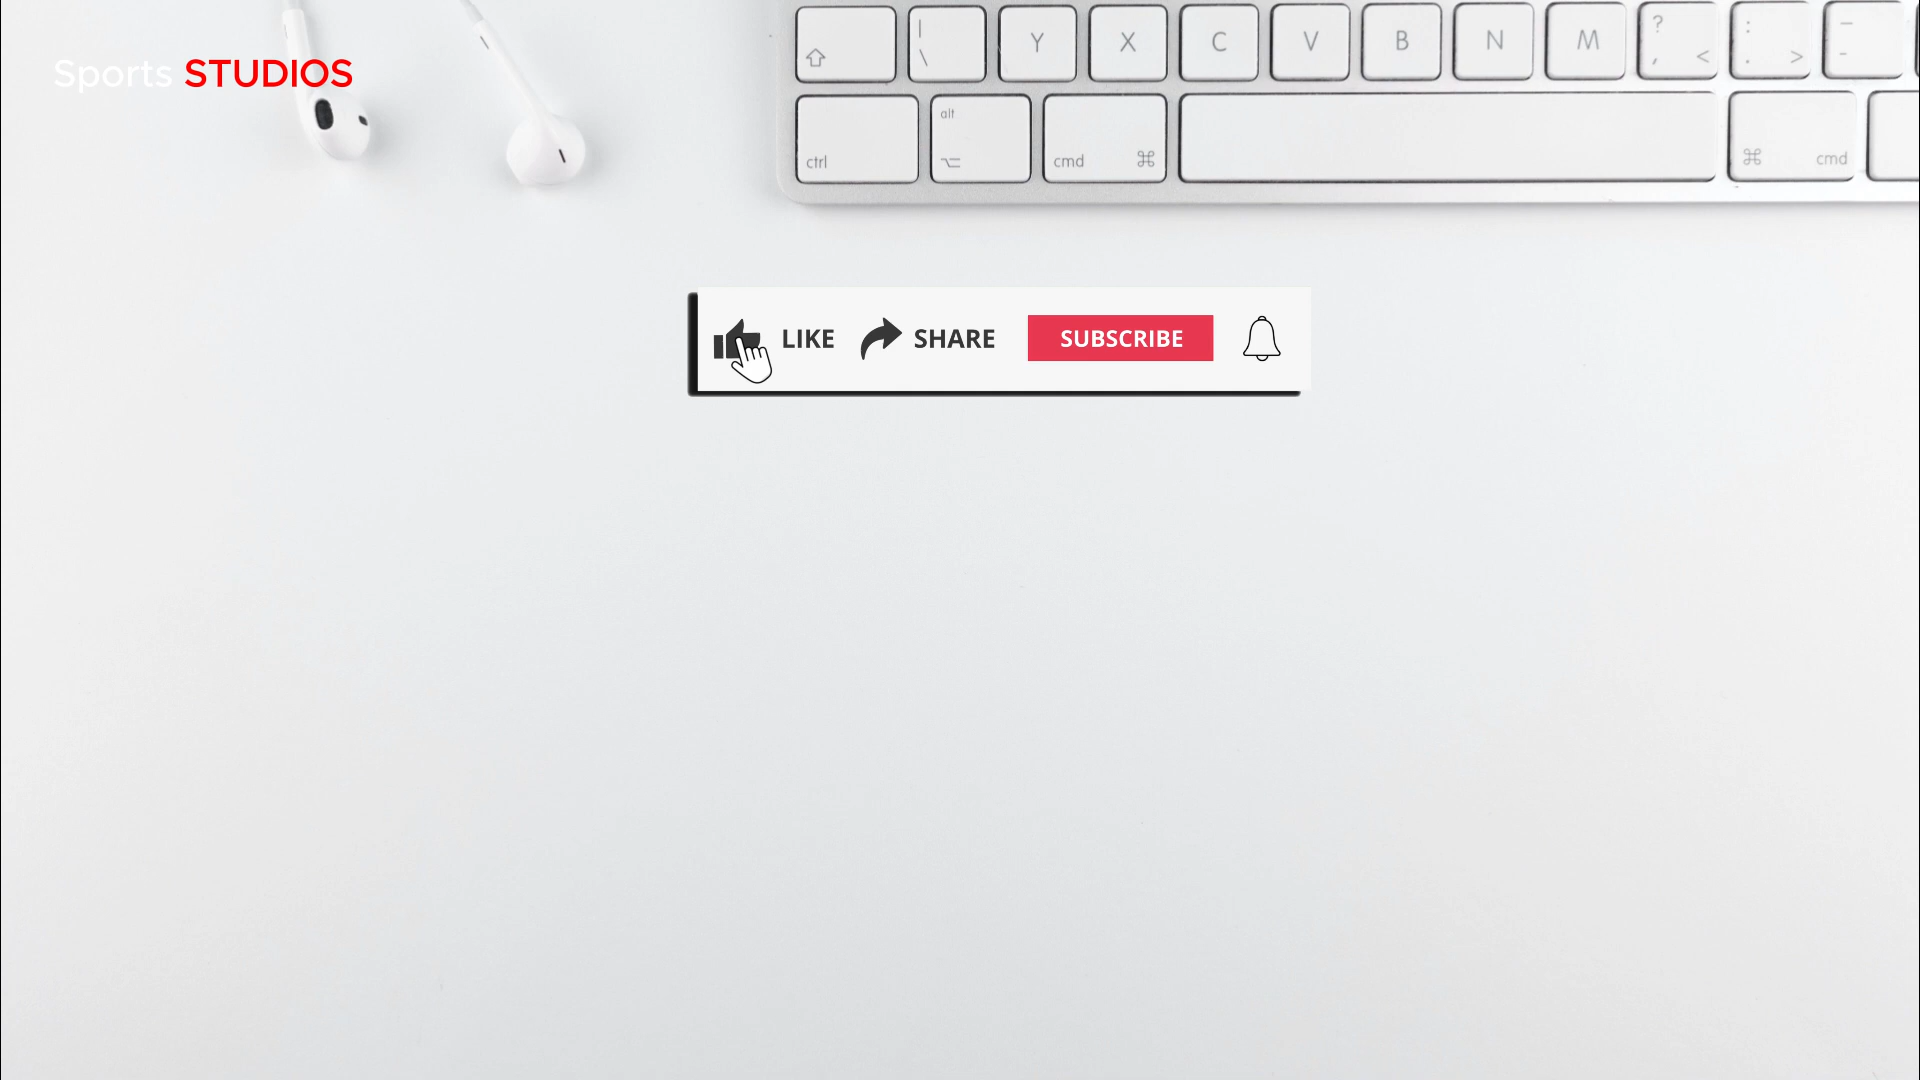 Sports STUDIOS
| ? : –
\ Y X C V B N M , < . > -
alt
ctrl cmd ⌘ ⌘ cmd
LIKE SHARE SUBSCRIBE